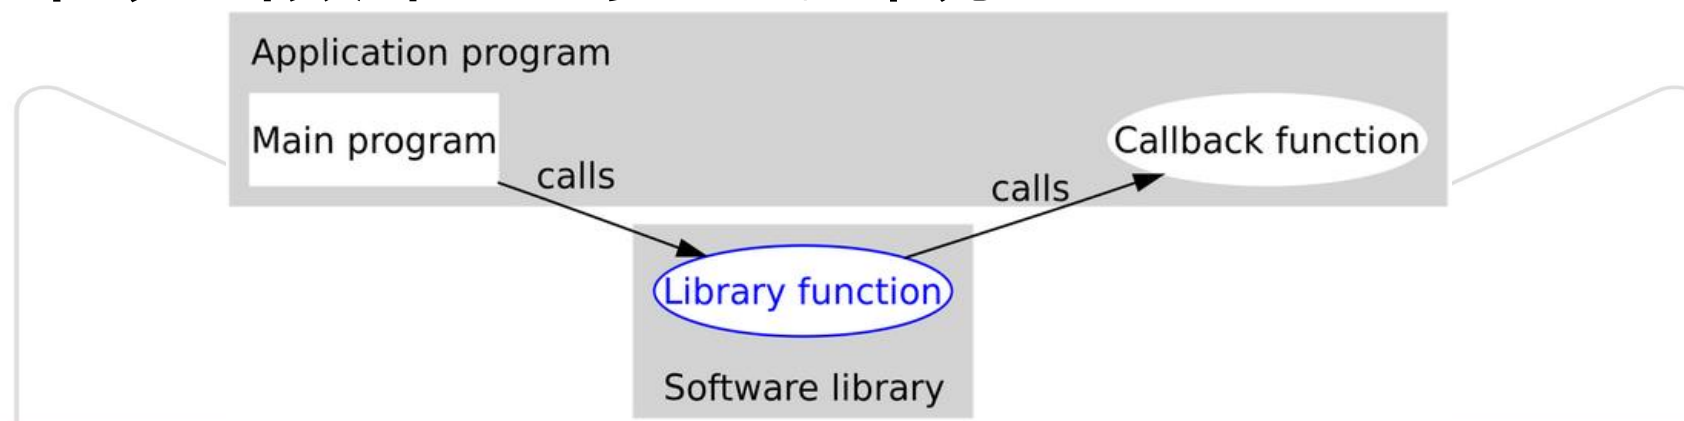 Application program
Main program
calls
calls
Callback function
Library function
Software library